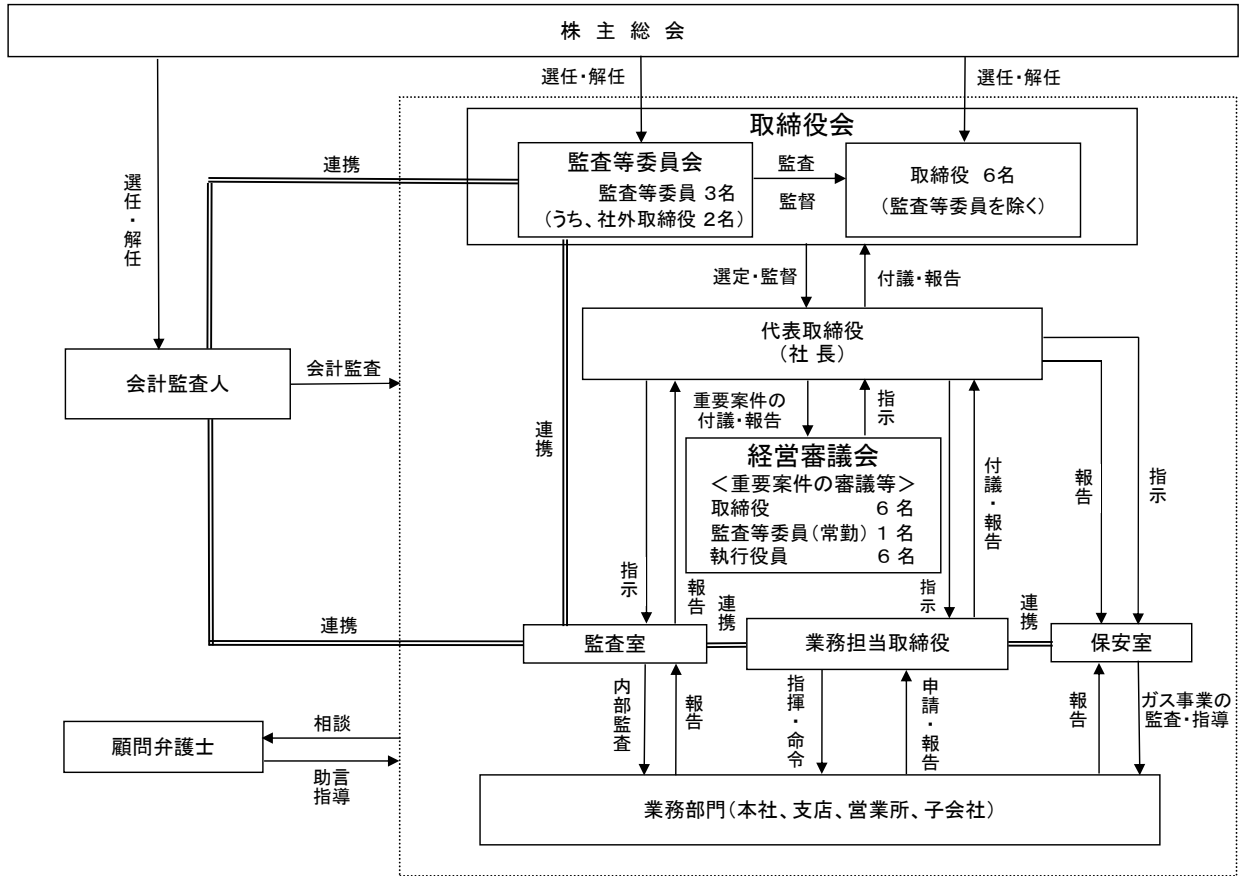 株 主 総 会
選任・解任
選任・解任
選任・解任
取締役会
監査等委員会
監査等委員 3名
(うち、社外取締役 2名)
監査
監督
取締役 6名
(監査等委員を除く)
連携
選定・監督
付議・報告
代表取締役
(社 長)
会計監査人
会計監査
連携
重要案件の
付議・報告
指示
経営審議会
<重要案件の審議等>
取締役 6 名
監査等委員(常勤) 1 名
執行役員 6 名
指示
報告
指示
付議・報告
報告
指示
連携
監査室
連携
業務担当取締役
連携
保安室
内部監査
報告
指揮・命令
申請・報告
報告
ガス事業の
監査・指導
顧問弁護士
相談
助言
指導
業務部門(本社、支店、営業所、子会社)